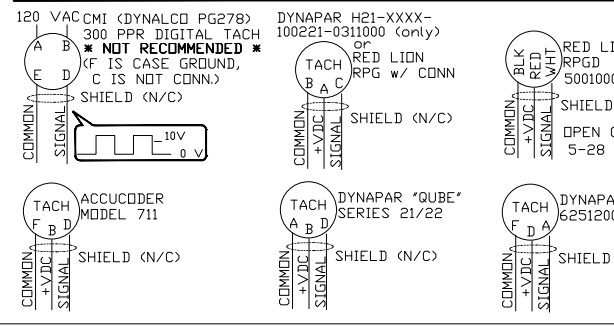 120 VAC
A B
E D
CMI (DYNALCO PG278)
300 PPR DIGITAL TACH
* NOT RECOMMENDED *
(F IS CASE GROUND,
C IS NOT CONN.)
SHIELD (N/C)
COMMON
SIGNAL
10V
0 V
DYNAPAR H21-XXXX-
100221-0311000 (only)
or
RED LION
RPG w/ CONN
TACH
B A C
SHIELD (N/C)
COMMON
+VDC
SIGNAL
BLK
RED
WHT
RED LI
RPGD
5001000
SHIELD
OPEN C
5-28
COMMON
+VDC
SIGNAL
TACH
F B D
ACCUCODER
MODEL 711
SHIELD (N/C)
COMMON
+VDC
SIGNAL
TACH
A B D
DYNAPAR "QUBE"
SERIES 21/22
SHIELD (N/C)
COMMON
+VDC
SIGNAL
TACH
F D A
DYNAPA
6251200
SHIELD
COMMON
+VDC
SIGNAL